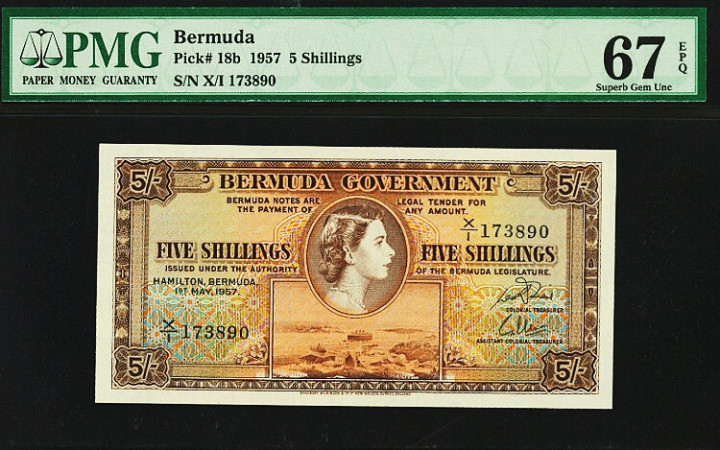 PMG
PAPER MONEY GUARANTY
Bermuda
Pick# 18b 1957 5 Shillings
S/N X/1 173890
67 EPQ
Superb Gem Unc
5/- BERMUDA GOVERNMENT 5/-
BERMUDA NOTES ARE LEGAL TENDER FOR
THE PAYMENT OF ANY AMOUNT.
X/1 173890
FIVE SHILLINGS FIVE SHILLINGS
ISSUED UNDER THE AUTHORITY OF THE BERMUDA LEGISLATURE.
HAMILTON, BERMUDA,
1ST MAY, 1957.
COLONIAL TREASURER
X/1 173890
ASSISTANT COLONIAL TREASURER
5/- 5/-